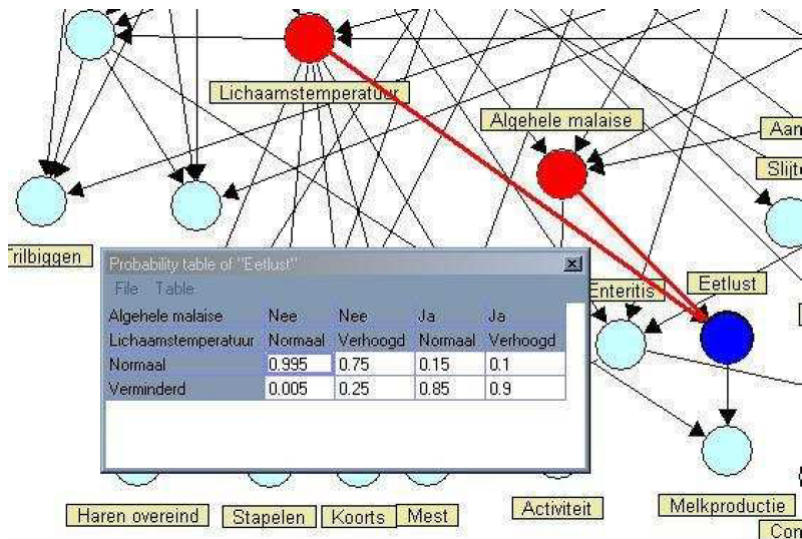 Lichaamstemperatuur
Algehele malaise
Aan
Slijte
Trilbiggen
Probability table of "Eetlust"
File Table
Algehele malaise Nee Nee Ja Ja
Lichaamstemperatuur Normaal Verhoogd Normaal Verhoogd
Normaal 0.995 0.75 0.15 0.1
Verminderd 0.005 0.25 0.85 0.9
Enteritis
Eetlust
Haren overeind
Stapelen
Koorts
Mest
Activiteit
Melkproductie
Con